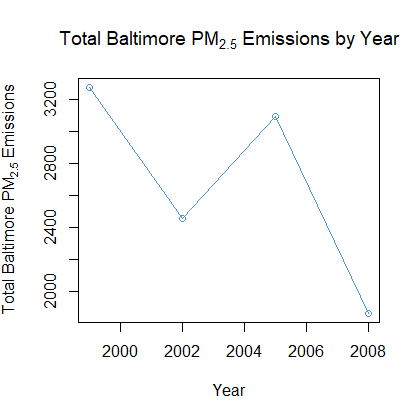 Total Baltimore PM2.5 Emissions by Year
Total Baltimore PM2.5 Emissions
3200
2800
2400
2000
2000 2002 2004 2006 2008
Year